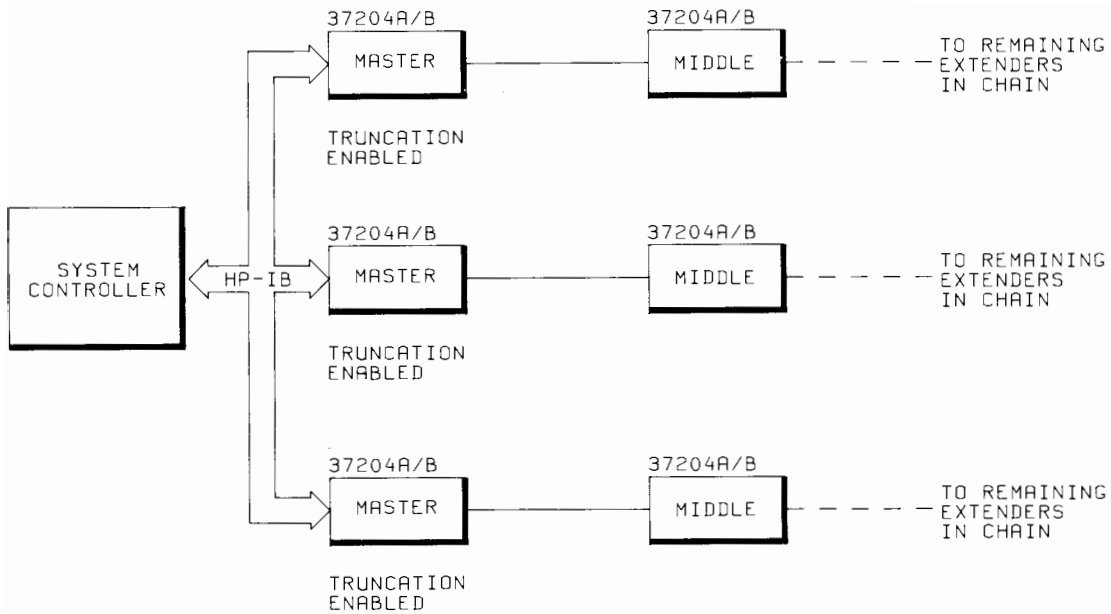 37204A/B
MASTER
TRUNCATION
ENABLED
37204A/B
MIDDLE
TO REMAINING
EXTENDERS
IN CHAIN
SYSTEM
CONTROLLER
HP-IB
37204A/B
MASTER
TRUNCATION
ENABLED
37204A/B
MIDDLE
TO REMAINING
EXTENDERS
IN CHAIN
37204A/B
MASTER
TRUNCATION
ENABLED
37204A/B
MIDDLE
TO REMAINING
EXTENDERS
IN CHAIN